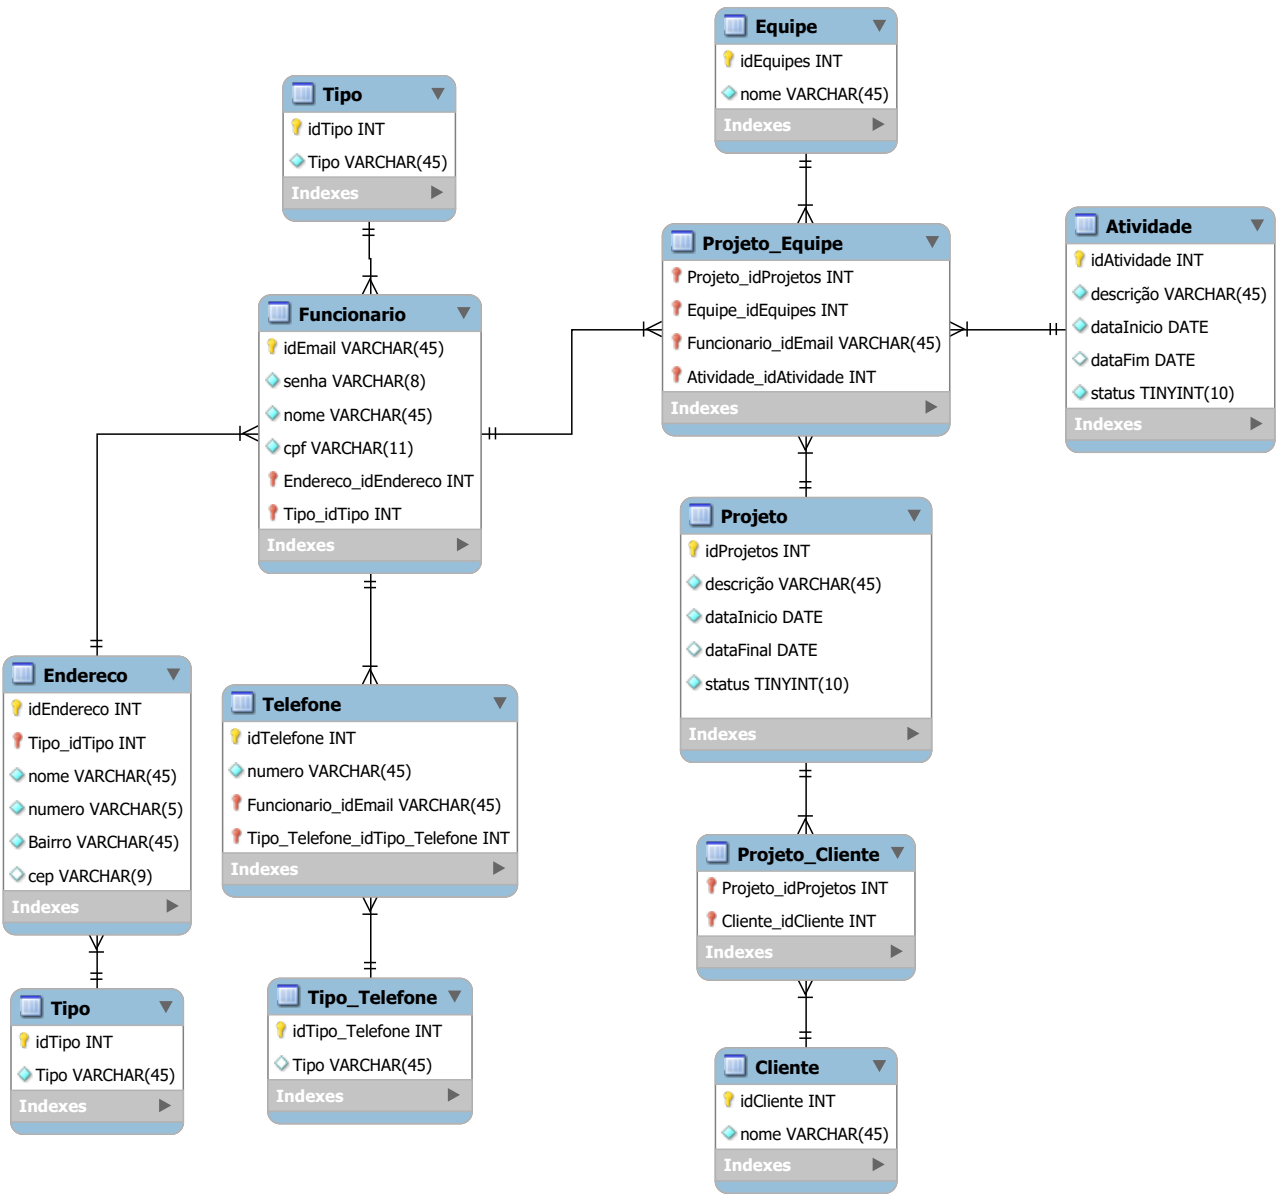 Equipe
idEquipes INT
nome VARCHAR(45)
Indexes
Tipo
idTipo INT
Tipo VARCHAR(45)
Indexes
Projeto_Equipe
Projeto_idProjetos INT
Equipe_idEquipes INT
Funcionario_idEmail VARCHAR(45)
Atividade_idAtividade INT
Indexes
Atividade
idAtividade INT
descrição VARCHAR(45)
dataInicio DATE
dataFim DATE
status TINYINT(10)
Indexes
Funcionario
idEmail VARCHAR(45)
senha VARCHAR(8)
nome VARCHAR(45)
cpf VARCHAR(11)
Endereco_idEndereco INT
Tipo_idTipo INT
Indexes
Projeto
idProjetos INT
descrição VARCHAR(45)
dataInicio DATE
dataFinal DATE
status TINYINT(10)
Indexes
Endereco
idEndereco INT
Tipo_idTipo INT
nome VARCHAR(45)
numero VARCHAR(5)
Bairro VARCHAR(45)
cep VARCHAR(9)
Indexes
Telefone
idTelefone INT
numero VARCHAR(45)
Funcionario_idEmail VARCHAR(45)
Tipo_Telefone_idTipo_Telefone INT
Indexes
Projeto_Cliente
Projeto_idProjetos INT
Cliente_idCliente INT
Indexes
Tipo
idTipo INT
Tipo VARCHAR(45)
Indexes
Tipo_Telefone
idTipo_Telefone INT
Tipo VARCHAR(45)
Indexes
Cliente
idCliente INT
nome VARCHAR(45)
Indexes